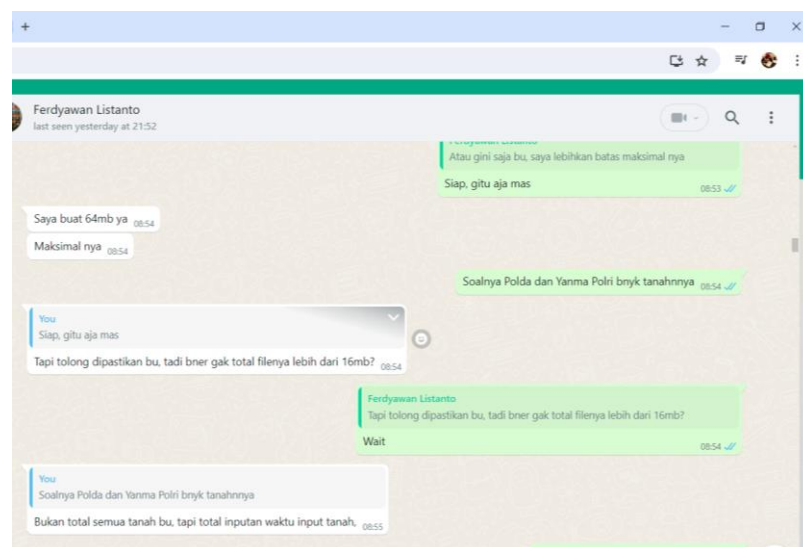 Ferdyawan Listanto
last seen yesterday at 21:52
Atau gini saja bu, saya lebihkan batas maksimal nya
Siap, gitu aja mas
08:53
Saya buat 64mb ya 08:54
Maksimal nya 08:54
Soalnya Polda dan Yanma Polri bnyk tanahnnya 08:54
You
Siap, gitu aja mas
Tapi tolong dipastikan bu, tadi bner gak total filenya lebih dari 16mb? 08:54
Ferdyawan Listanto
Tapi tolong dipastikan bu, tadi bner gak total filenya lebih dari 16mb?
Wait
08:54
You
Soalnya Polda dan Yanma Polri bnyk tanahnnya
Bukan total semua tanah bu, tapi total inputan waktu input tanah, 08:55